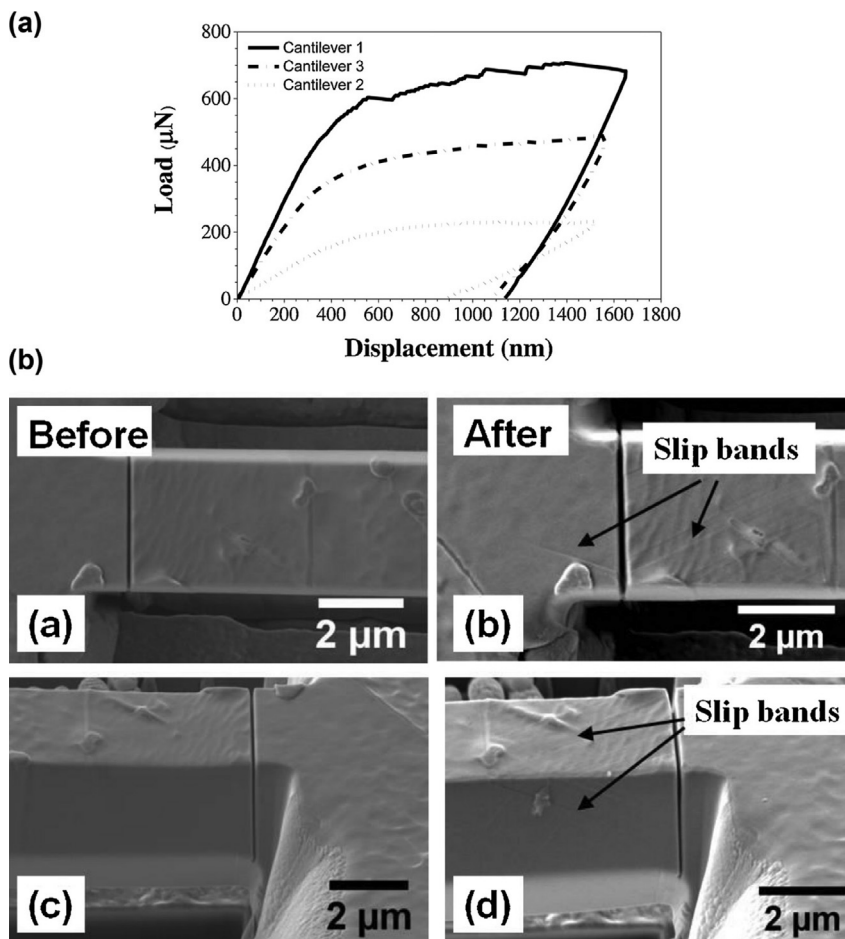 (a)
800
600
400
200
0
Load (μN)
Cantilever 1
Cantilever 3
Cantilever 2
0 200 400 600 800 1000 1200 1400 1600 1800
Displacement (nm)
(b)
Before
(a)
2 μm
After
Slip bands
(b)
2 μm
(c)
2 μm
Slip bands
(d)
2 μm